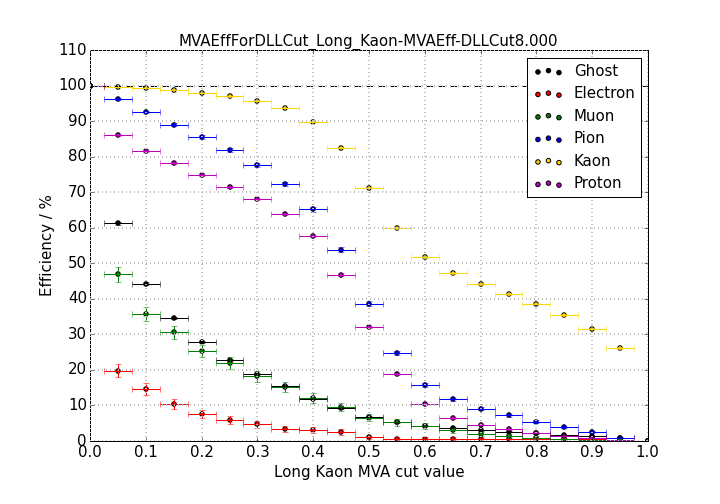 MVAEffForDLLCut_Long_Kaon-MVAEff-DLLCut8.000
110
100
90
80
70
60
50
40
30
20
10
0
Efficiency / %
Ghost
Electron
Muon
Pion
Kaon
Proton
0.0 0.1 0.2 0.3 0.4 0.5 0.6 0.7 0.8 0.9 1.0
Long Kaon MVA cut value